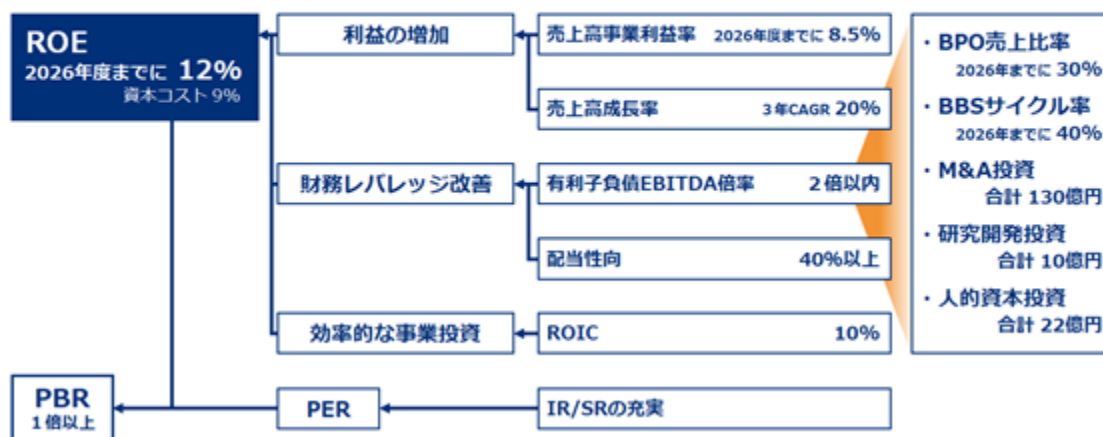 ROE
2026年度までに 12%
資本コスト 9%
利益の増加
売上高事業利益率 2026年度までに 8.5%
売上高成長率 3年CAGR 20%
財務レバレッジ改善
有利子負債EBITDA倍率 2倍以内
配当性向 40%以上
効率的な事業投資
ROIC 10%
・BPO売上比率
2026年までに 30%
・BBSサイクル率
2026年までに 40%
・M&A投資
合計 130億円
・研究開発投資
合計 10億円
・人的資本投資
合計 22億円
PBR
1倍以上
PER
IR/SRの充実